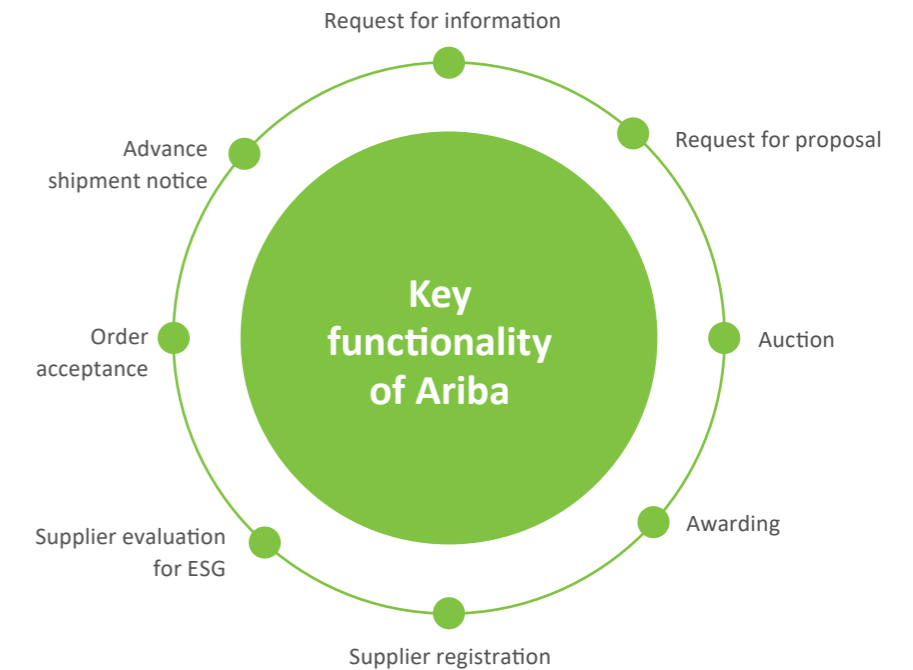 Request for information
Request for proposal
Auction
Awarding
Supplier registration
Supplier evaluation
for ESG
Order
acceptance
Advance
shipment notice
Key
functionality
of Ariba